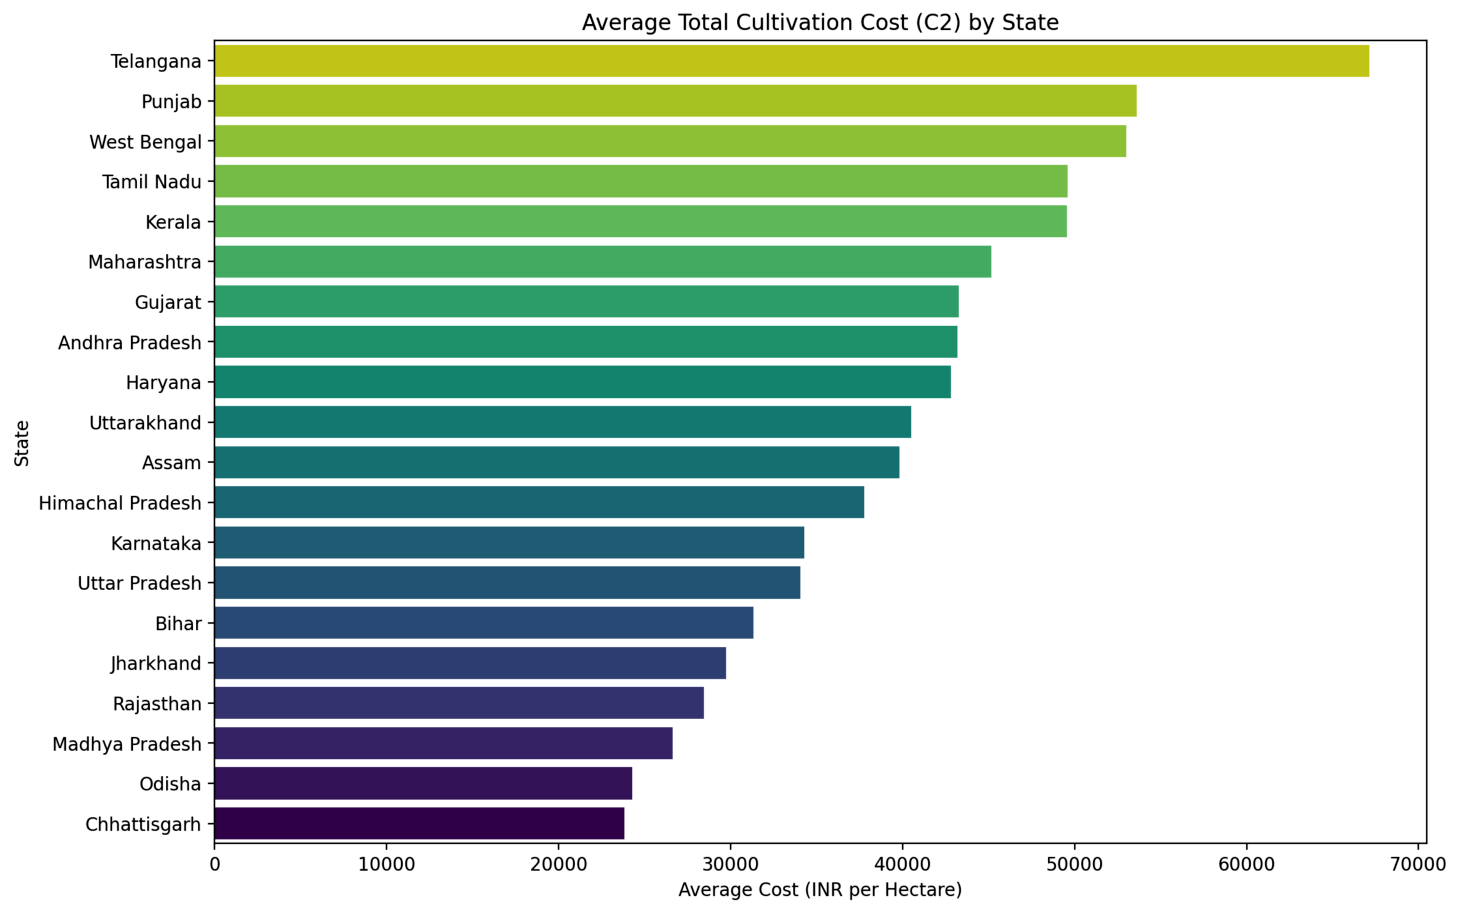 Average Total Cultivation Cost (C2) by State
Telangana
Punjab
West Bengal
Tamil Nadu
Kerala
Maharashtra
Gujarat
Andhra Pradesh
Haryana
Uttarakhand
Assam
Himachal Pradesh
Karnataka
Uttar Pradesh
Bihar
Jharkhand
Rajasthan
Madhya Pradesh
Odisha
Chhattisgarh
State
0 10000 20000 30000 40000 50000 60000 70000
Average Cost (INR per Hectare)